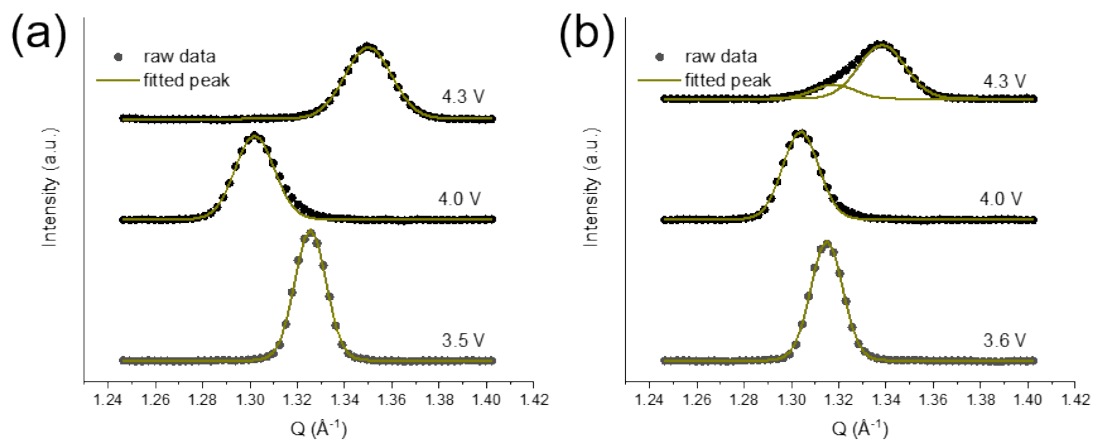 (a)
raw data
fitted peak
4.3 V
4.0 V
3.5 V
Intensity (a.u.)
1.24 1.26 1.28 1.30 1.32 1.34 1.36 1.38 1.40 1.42
Q (Å⁻¹)
(b)
raw data
fitted peak
4.3 V
4.0 V
3.6 V
Intensity (a.u.)
1.24 1.26 1.28 1.30 1.32 1.34 1.36 1.38 1.40 1.42
Q (Å⁻¹)